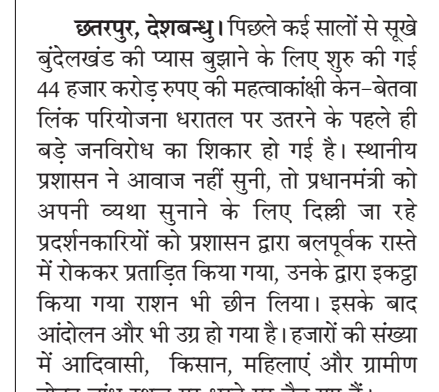 छतरपुर, देशबन्धु। पिछले कई सालों से सूखे
बुंदेलखंड की प्यास बुझाने के लिए शुरु की गई
44 हजार करोड़ रुपए की महत्वाकांक्षी केन-बेतवा
लिंक परियोजना धरातल पर उतरने के पहले ही
बड़े जनविरोध का शिकार हो गई है। स्थानीय
प्रशासन ने आवाज नहीं सुनी, तो प्रधानमंत्री को
अपनी व्यथा सुनाने के लिए दिल्ली जा रहे
प्रदर्शनकारियों को प्रशासन द्वारा बलपूर्वक रास्ते
में रोककर प्रताड़ित किया गया, उनके द्वारा इकट्ठा
किया गया राशन भी छीन लिया। इसके बाद
आंदोलन और भी उग्र हो गया है। हजारों की संख्या
में आदिवासी, किसान, महिलाएं और ग्रामीण